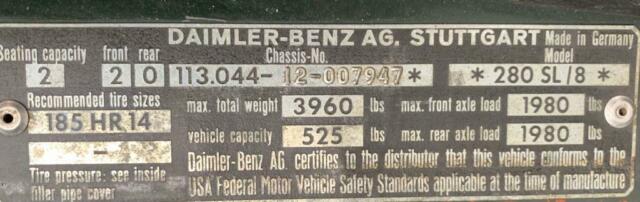 DAIMLER-BENZ AG. STUTTGART Made in Germany
Seating capacity front rear Chassis-No. Model
2 2 0 113.044-12-007947* *280 SL/8*
Recommended tire sizes max. total weight 3960 lbs max. front axle load 1980 lbs
185 HR 14 vehicle capacity 525 lbs max. rear axle load 1980 lbs
-
Tire pressure: see inside Daimler-Benz AG. certifies to the distributor that this vehicle conforms to the
filler pipe cover USA Federal Motor Vehicle Safety Standards applicable at the time of manufacture